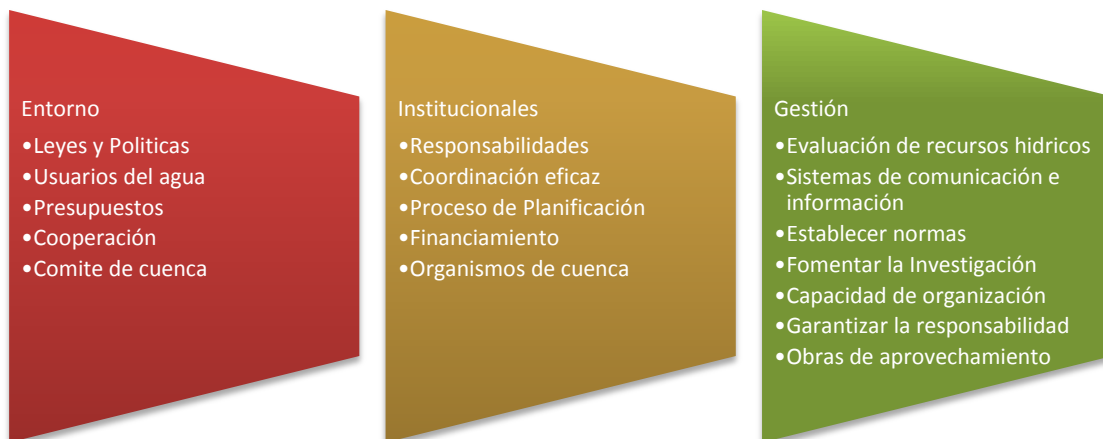 Entorno
•Leyes y Politicas
•Usuarios del agua
•Presupuestos
•Cooperación
•Comite de cuenca
Institucionales
•Responsabilidades
•Coordinación eficaz
•Proceso de Planificación
•Financiamiento
•Organismos de cuenca
Gestión
•Evaluación de recursos hidricos
•Sistemas de comunicación e
información
•Establecer normas
•Fomentar la Investigación
•Capacidad de organización
•Garantizar la responsabilidad
•Obras de aprovechamiento